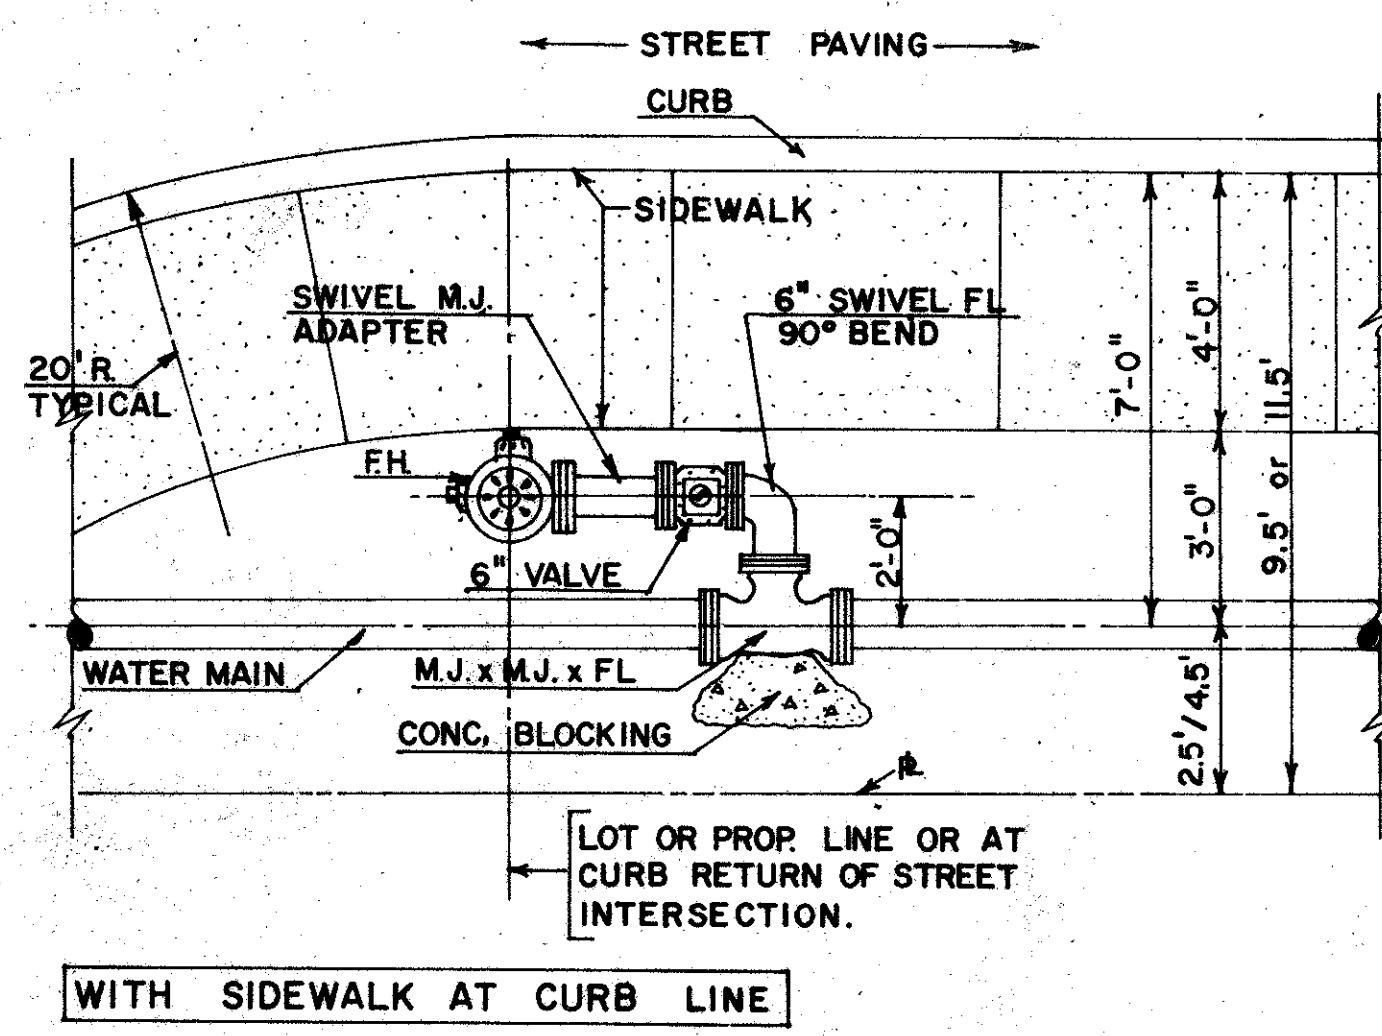 STREET PAVING
CURB
SIDEWALK
SWIVEL M.J.
ADAPTER
6" SWIVEL FL
90° BEND
20' R.
TYPICAL
7'-0"
4'-0"
9.5' or 11.5'
F.H.
3'-0"
2'-0"
6" VALVE
WATER MAIN
M.J. x M.J. x FL
2.5'/4.5'
CONC. BLOCKING
PL
LOT OR PROP. LINE OR AT
CURB RETURN OF STREET
INTERSECTION.
WITH SIDEWALK AT CURB LINE